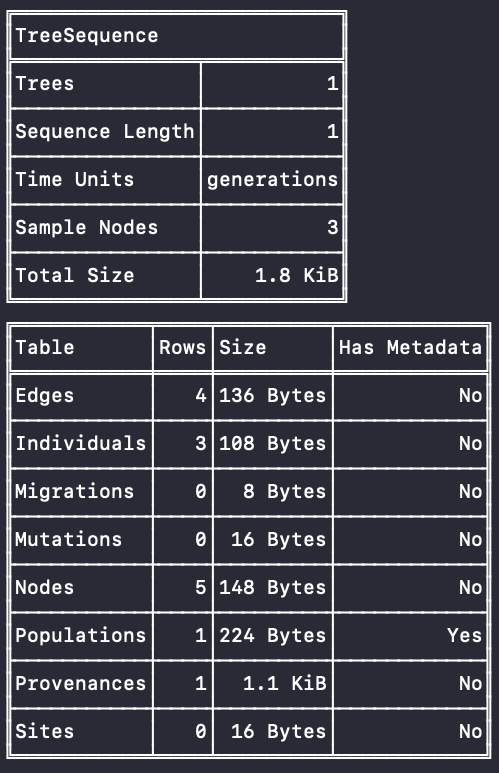 TreeSequence
Trees 1
Sequence Length 1
Time Units generations
Sample Nodes 3
Total Size 1.8 KiB
Table Rows Size Has Metadata
Edges 4 136 Bytes No
Individuals 3 108 Bytes No
Migrations 0 8 Bytes No
Mutations 0 16 Bytes No
Nodes 5 148 Bytes No
Populations 1 224 Bytes Yes
Provenances 1 1.1 KiB No
Sites 0 16 Bytes No